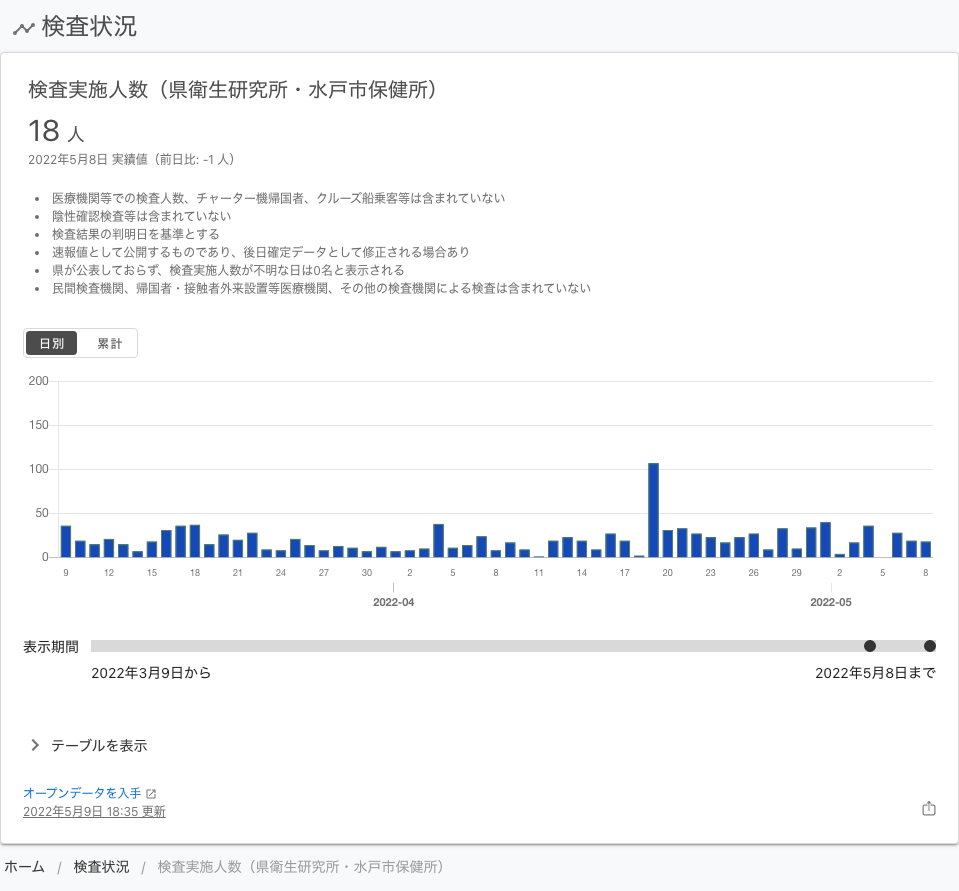 検査状況
検査実施人数（県衛生研究所・水戸市保健所）
18 人
2022年5月8日 実績値（前日比: -1 人）
医療機関等での検査人数、チャーター機帰国者、クルーズ船乗客等は含まれていない
陰性確認検査等は含まれていない
検査結果の判明日を基準とする
速報値として公開するものであり、後日確定データとして修正される場合あり
県が公表しておらず、検査実施人数が不明な日は0名と表示される
民間検査機関、帰国者・接触者外来設置等医療機関、その他の検査機関による検査は含まれていない
日別 累計
200
150
100
50
0
9 12 15 18 21 24 27 30 2 5 8 11 14 17 20 23 26 29 2 5 8
2022-04 2022-05
表示期間
2022年3月9日から 2022年5月8日まで
テーブルを表示
オープンデータを入手
2022年5月9日 18:35 更新
ホーム / 検査状況 / 検査実施人数（県衛生研究所・水戸市保健所）